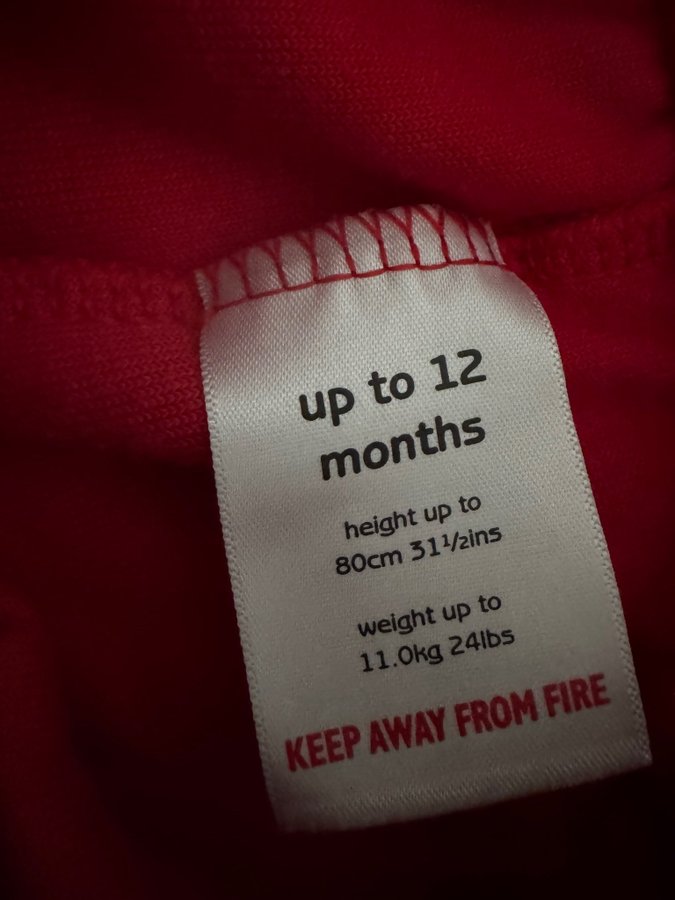 up to 12
months
height up to
80cm 31½ins
weight up to
11.0kg 24lbs
KEEP AWAY FROM FIRE